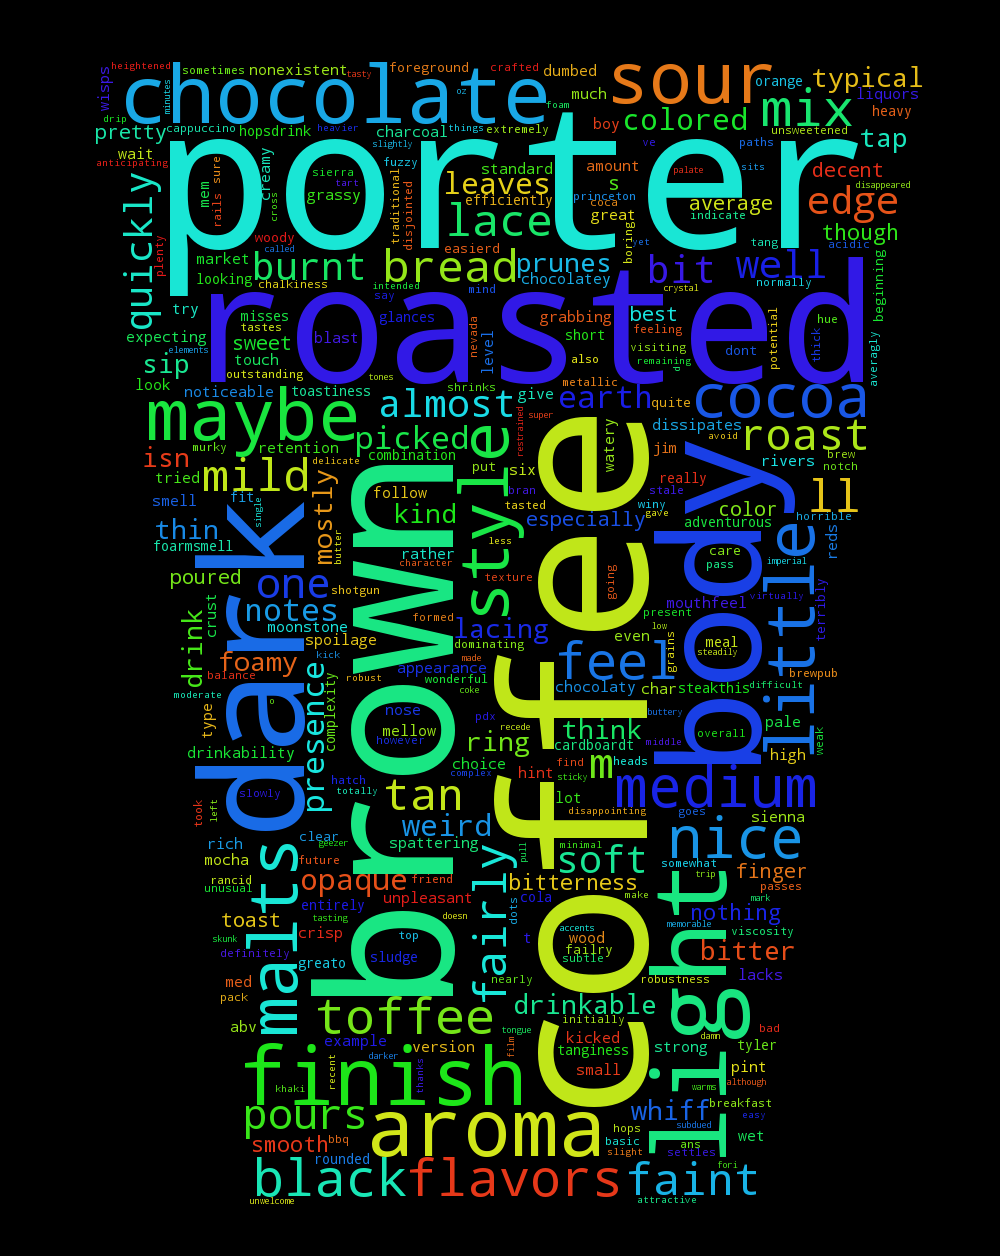 heightened
sometimes
nonexistent
tasty
foreground
crafted
dumbed
sour
orange
typical
wisps
chocolate
minutes
oz
foam
much
mix
liquors
heavy
drip
pretty
cappuccino
hopsdrink
heavier
charcoal
things
extremely
boy
colored
unsweetened
tap
wait
anticipating
slightly
fuzzy
standard
amount
ve
paths
porter
quickly
mem
rails
sure
creamy
sierra
tart
grassy
cross
traditional
disjointed
leaves
efficiently
s
coca
princeton
great
palate
sits
decent
disappeared
average
indicate
edge
woody
called
lace
easierd
boring
yet
tang
though
acidic
plenty
market
burnt
bread
prunes
bit
well
looking
chalkiness
intended
say
mind
chocolatey
crystal
normally
beginning
try
roasted
misses
tastes
blast
glances
nevada
level
grabbing
best
feeling
dont
potential
hue
thick
averagly
expecting
sip
sweet
outstanding
short
visiting
remaining
d
elements
touch
tones
also
look
noticeable
toastiness
shrinks
metallic
give
earth
quite
cocoa
maybe
almost
super
restrained
dissipates
avoid
roast
isn
murky
retention
picked
combination
style
watery
jim
rivers
brew
notch
tried
mild
delicate
mostly
put
six
bran
really
stale
ll
smell
fit
single
follow
tasted
winy
gave
color
horrible
thin
foarmsmell
butter
kind
less
especially
adventurous
reds
rather
character
care
pass
imperial
poured
one
shotgun
texture
going
coffee
body
little
mouthfeel
virtually
terribly
drink
crust
notes
moonstone
spoilage
brown
formed
lacing
dominating
present
low
even
grains
meal
steadily
foamy
kick
balance
robust
made
appearance
wonderful
feel
brewpub
moderate
dark
o
presence
complexity
coke
chocolaty
char
steakthis
difficult
type
nose
mellow
however
pdx
recede
buttery
think
overall
pale
weak
drinkability
ring
cardboardt
middle
high
hatch
choice
complex
hint
find
sticky
m
heads
slowly
totally
tan
lot
medium
took
left
disappointing
goes
sienna
rich
clear
geezer
weird
spattering
pull
minimal
nice
mocha
future
soft
somewhat
trip
finger
rancid
unusual
malts
opaque
friend
fairly
bitterness
make
passes
mark
entirely
unpleasant
dots
cola
light
nothing
toast
tasting
doesn
accents
memorable
viscosity
skunk
crisp
top
t
wood
failry
subtle
bitter
definitely
greato
sludge
lacks
med
nearly
robustness
pack
drinkable
abv
toffee
initially
damn
bad
example
version
tongue
film
kicked
tanginess
strong
tyler
finish
darker
recent
thanks
small
warms
pint
although
khaki
whiff
breakfast
easy
pours
aroma
hops
subdued
smooth
bbq
basic
ans
wet
slight
settles
rounded
black
flavors
faint
fori
unwelcome
attractive